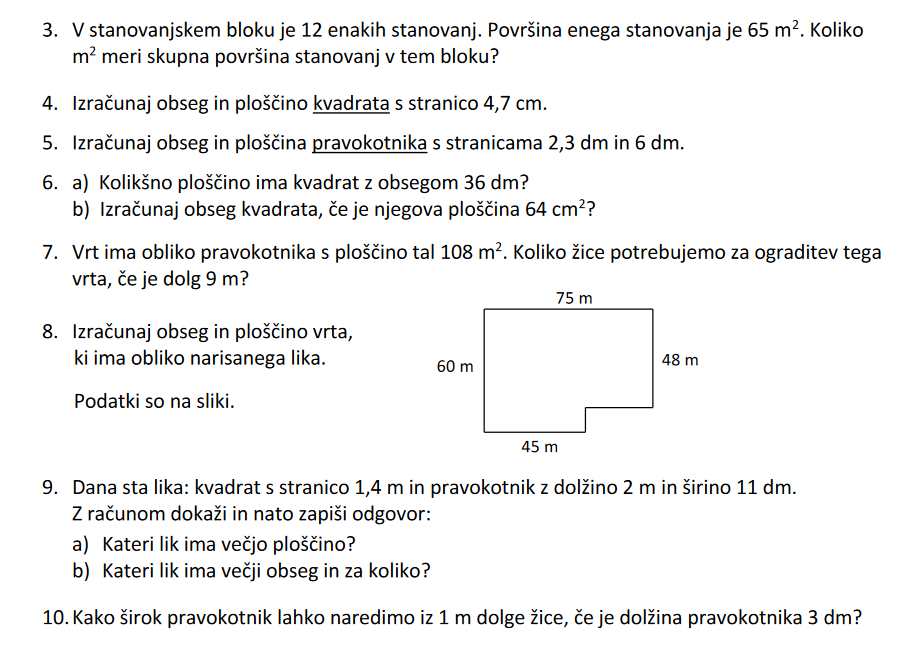 3. V stanovanjskem bloku je 12 enakih stanovanj. Površina enega stanovanja je 65 m². Koliko
m² meri skupna površina stanovanj v tem bloku?
4. Izračunaj obseg in ploščino kvadrata s stranico 4,7 cm.
5. Izračunaj obseg in ploščina pravokotnika s stranicama 2,3 dm in 6 dm.
6. a) Kolikšno ploščino ima kvadrat z obsegom 36 dm?
b) Izračunaj obseg kvadrata, če je njegova ploščina 64 cm²?
7. Vrt ima obliko pravokotnika s ploščino tal 108 m². Koliko žice potrebujemo za ograditev tega
vrta, če je dolg 9 m?
75 m
8. Izračunaj obseg in ploščino vrta,
ki ima obliko narisanega lika.
60 m
48 m
Podatki so na sliki.
45 m
9. Dana sta lika: kvadrat s stranico 1,4 m in pravokotnik z dolžino 2 m in širino 11 dm.
Z računom dokaži in nato zapiši odgovor:
a) Kateri lik ima večjo ploščino?
b) Kateri lik ima večji obseg in za koliko?
10. Kako širok pravokotnik lahko naredimo iz 1 m dolge žice, če je dolžina pravokotnika 3 dm?